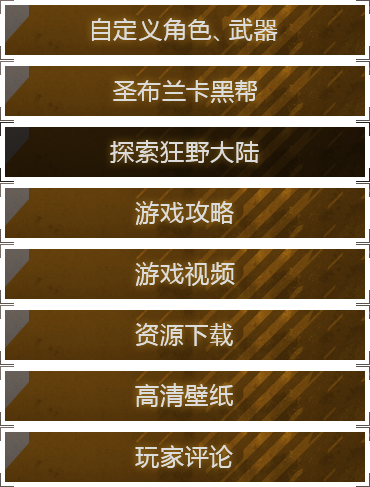 自定义角色、武器
圣布兰卡黑帮
探索狂野大陆
游戏攻略
游戏视频
资源下载
高清壁纸
玩家评论